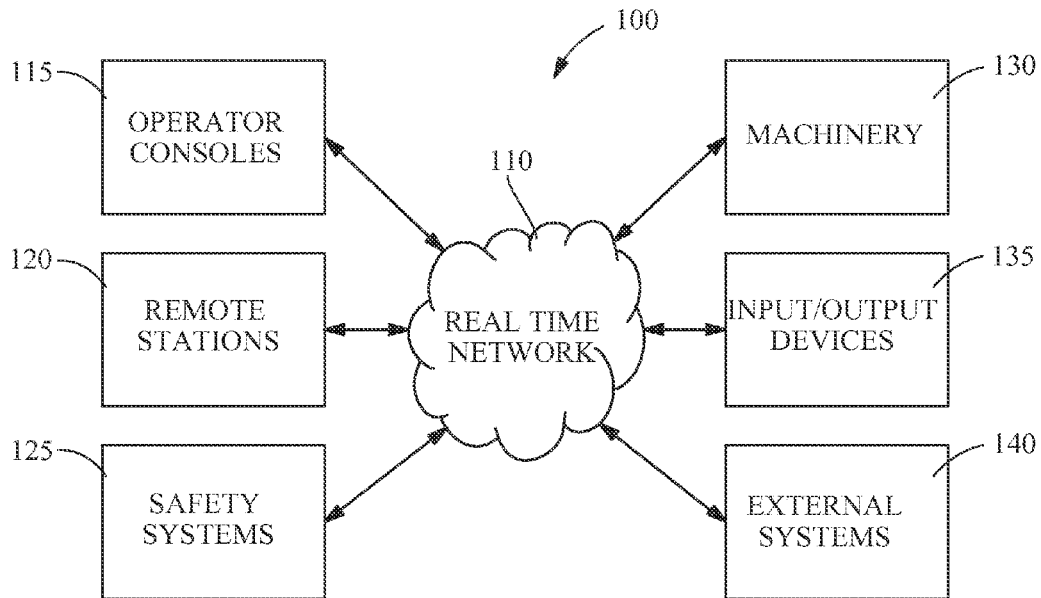 100
115
OPERATOR
CONSOLES
130
MACHINERY
110
120
REMOTE
STATIONS
REAL TIME
NETWORK
135
INPUT/OUTPUT
DEVICES
125
SAFETY
SYSTEMS
140
EXTERNAL
SYSTEMS